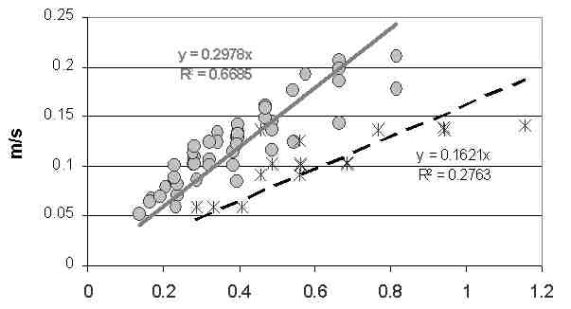 0.25
y = 0.2978x
R² = 0.6685
0.2
0.15
m/s
y = 0.1621x
R² = 0.2763
0.1
0.05
0
0 0.2 0.4 0.6 0.8 1 1.2